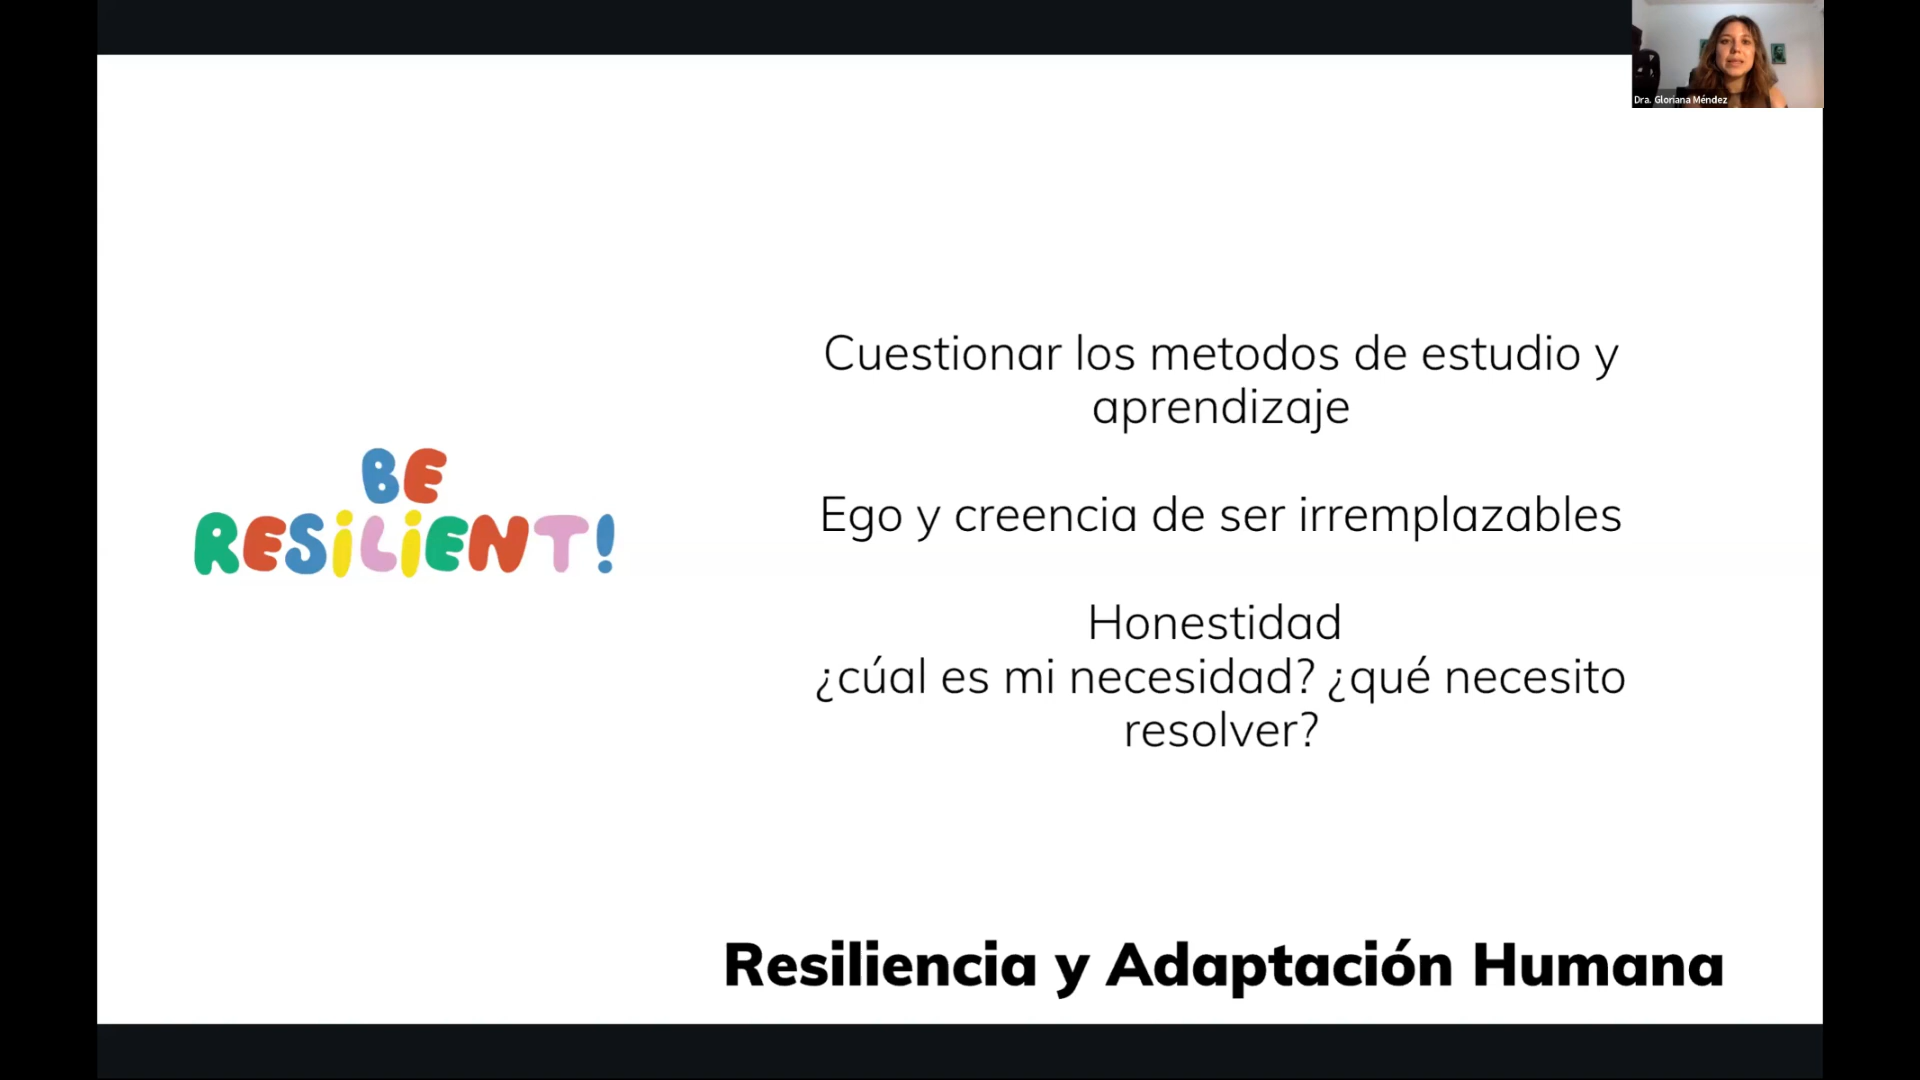 Dra. Gloriana Méndez
Cuestionar los metodos de estudio y
aprendizaje
Ego y creencia de ser irremplazables
Honestidad
¿cúal es mi necesidad? ¿qué necesito
resolver?
BE
RESiLiENT!
Resiliencia y Adaptación Humana